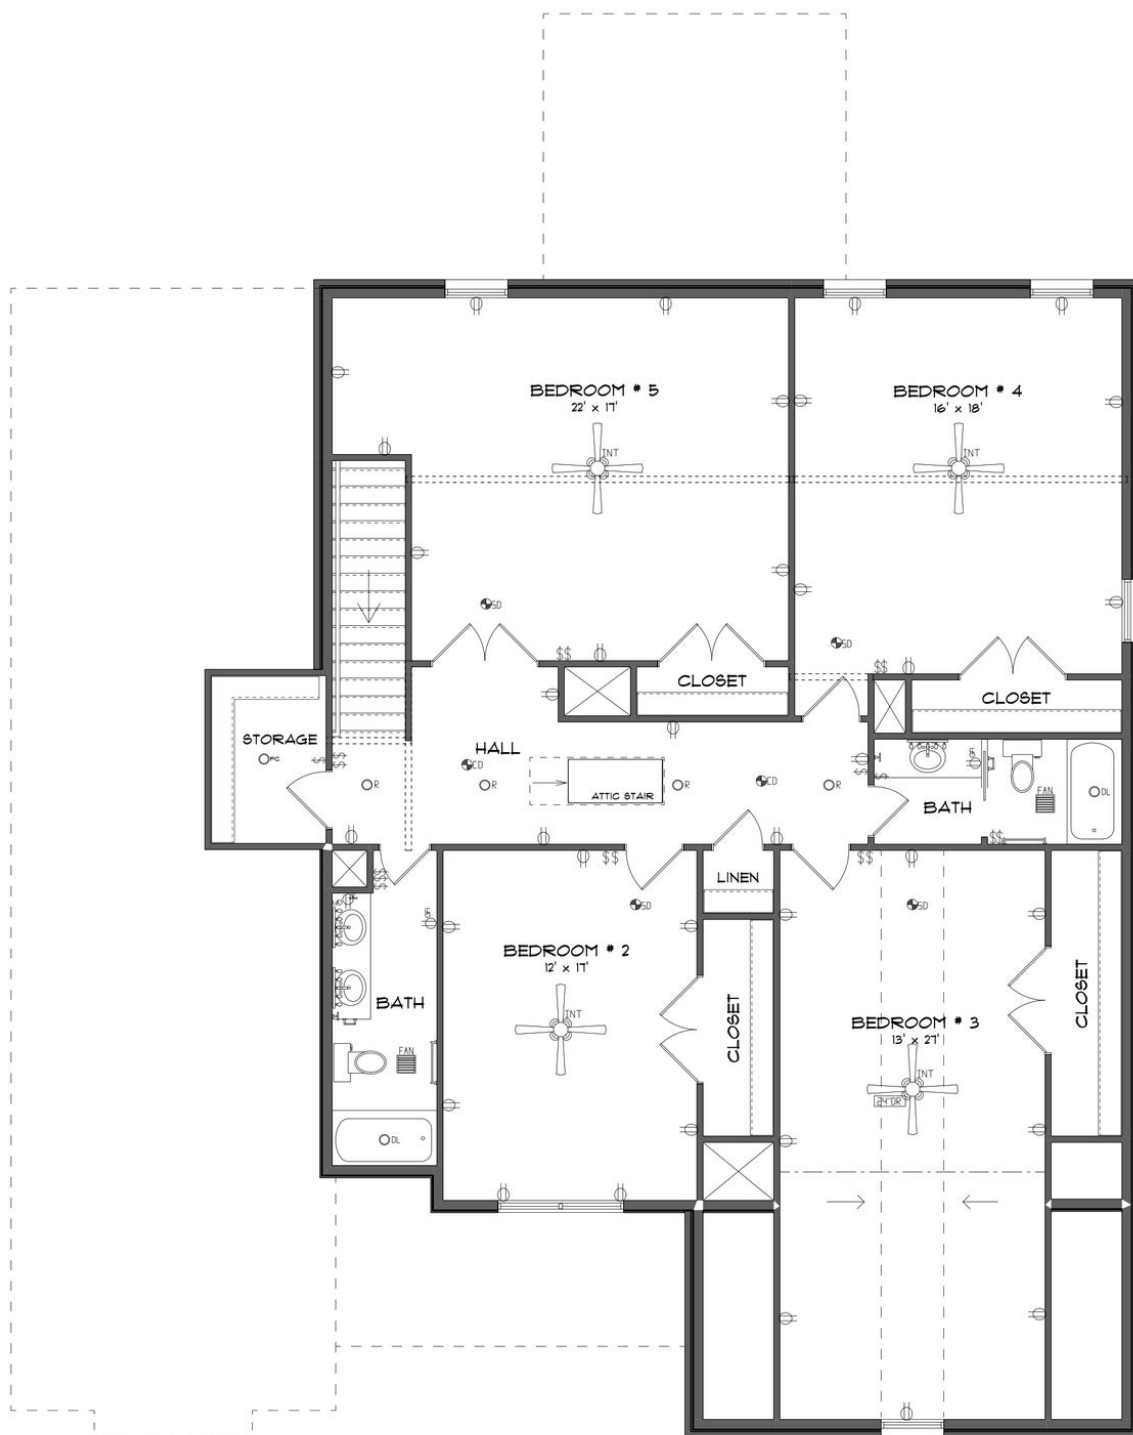 BEDROOM # 5
22' x 17'
BEDROOM # 4
16' x 18'
INT
INT
SD
SD
$$
$$
CLOSET
CLOSET
STORAGE
PC
$
$$
HALL
CD
R
R
ATTIC STAIR
R
CD
R
$
$
GFI
BATH
FAN
DL
$$
LINEN
$$
$$
$$
SD
SD
BEDROOM # 2
12' x 17'
INT
BATH
FAN
DL
CLOSET
CLOSET
BEDROOM # 3
13' x 27'
INT